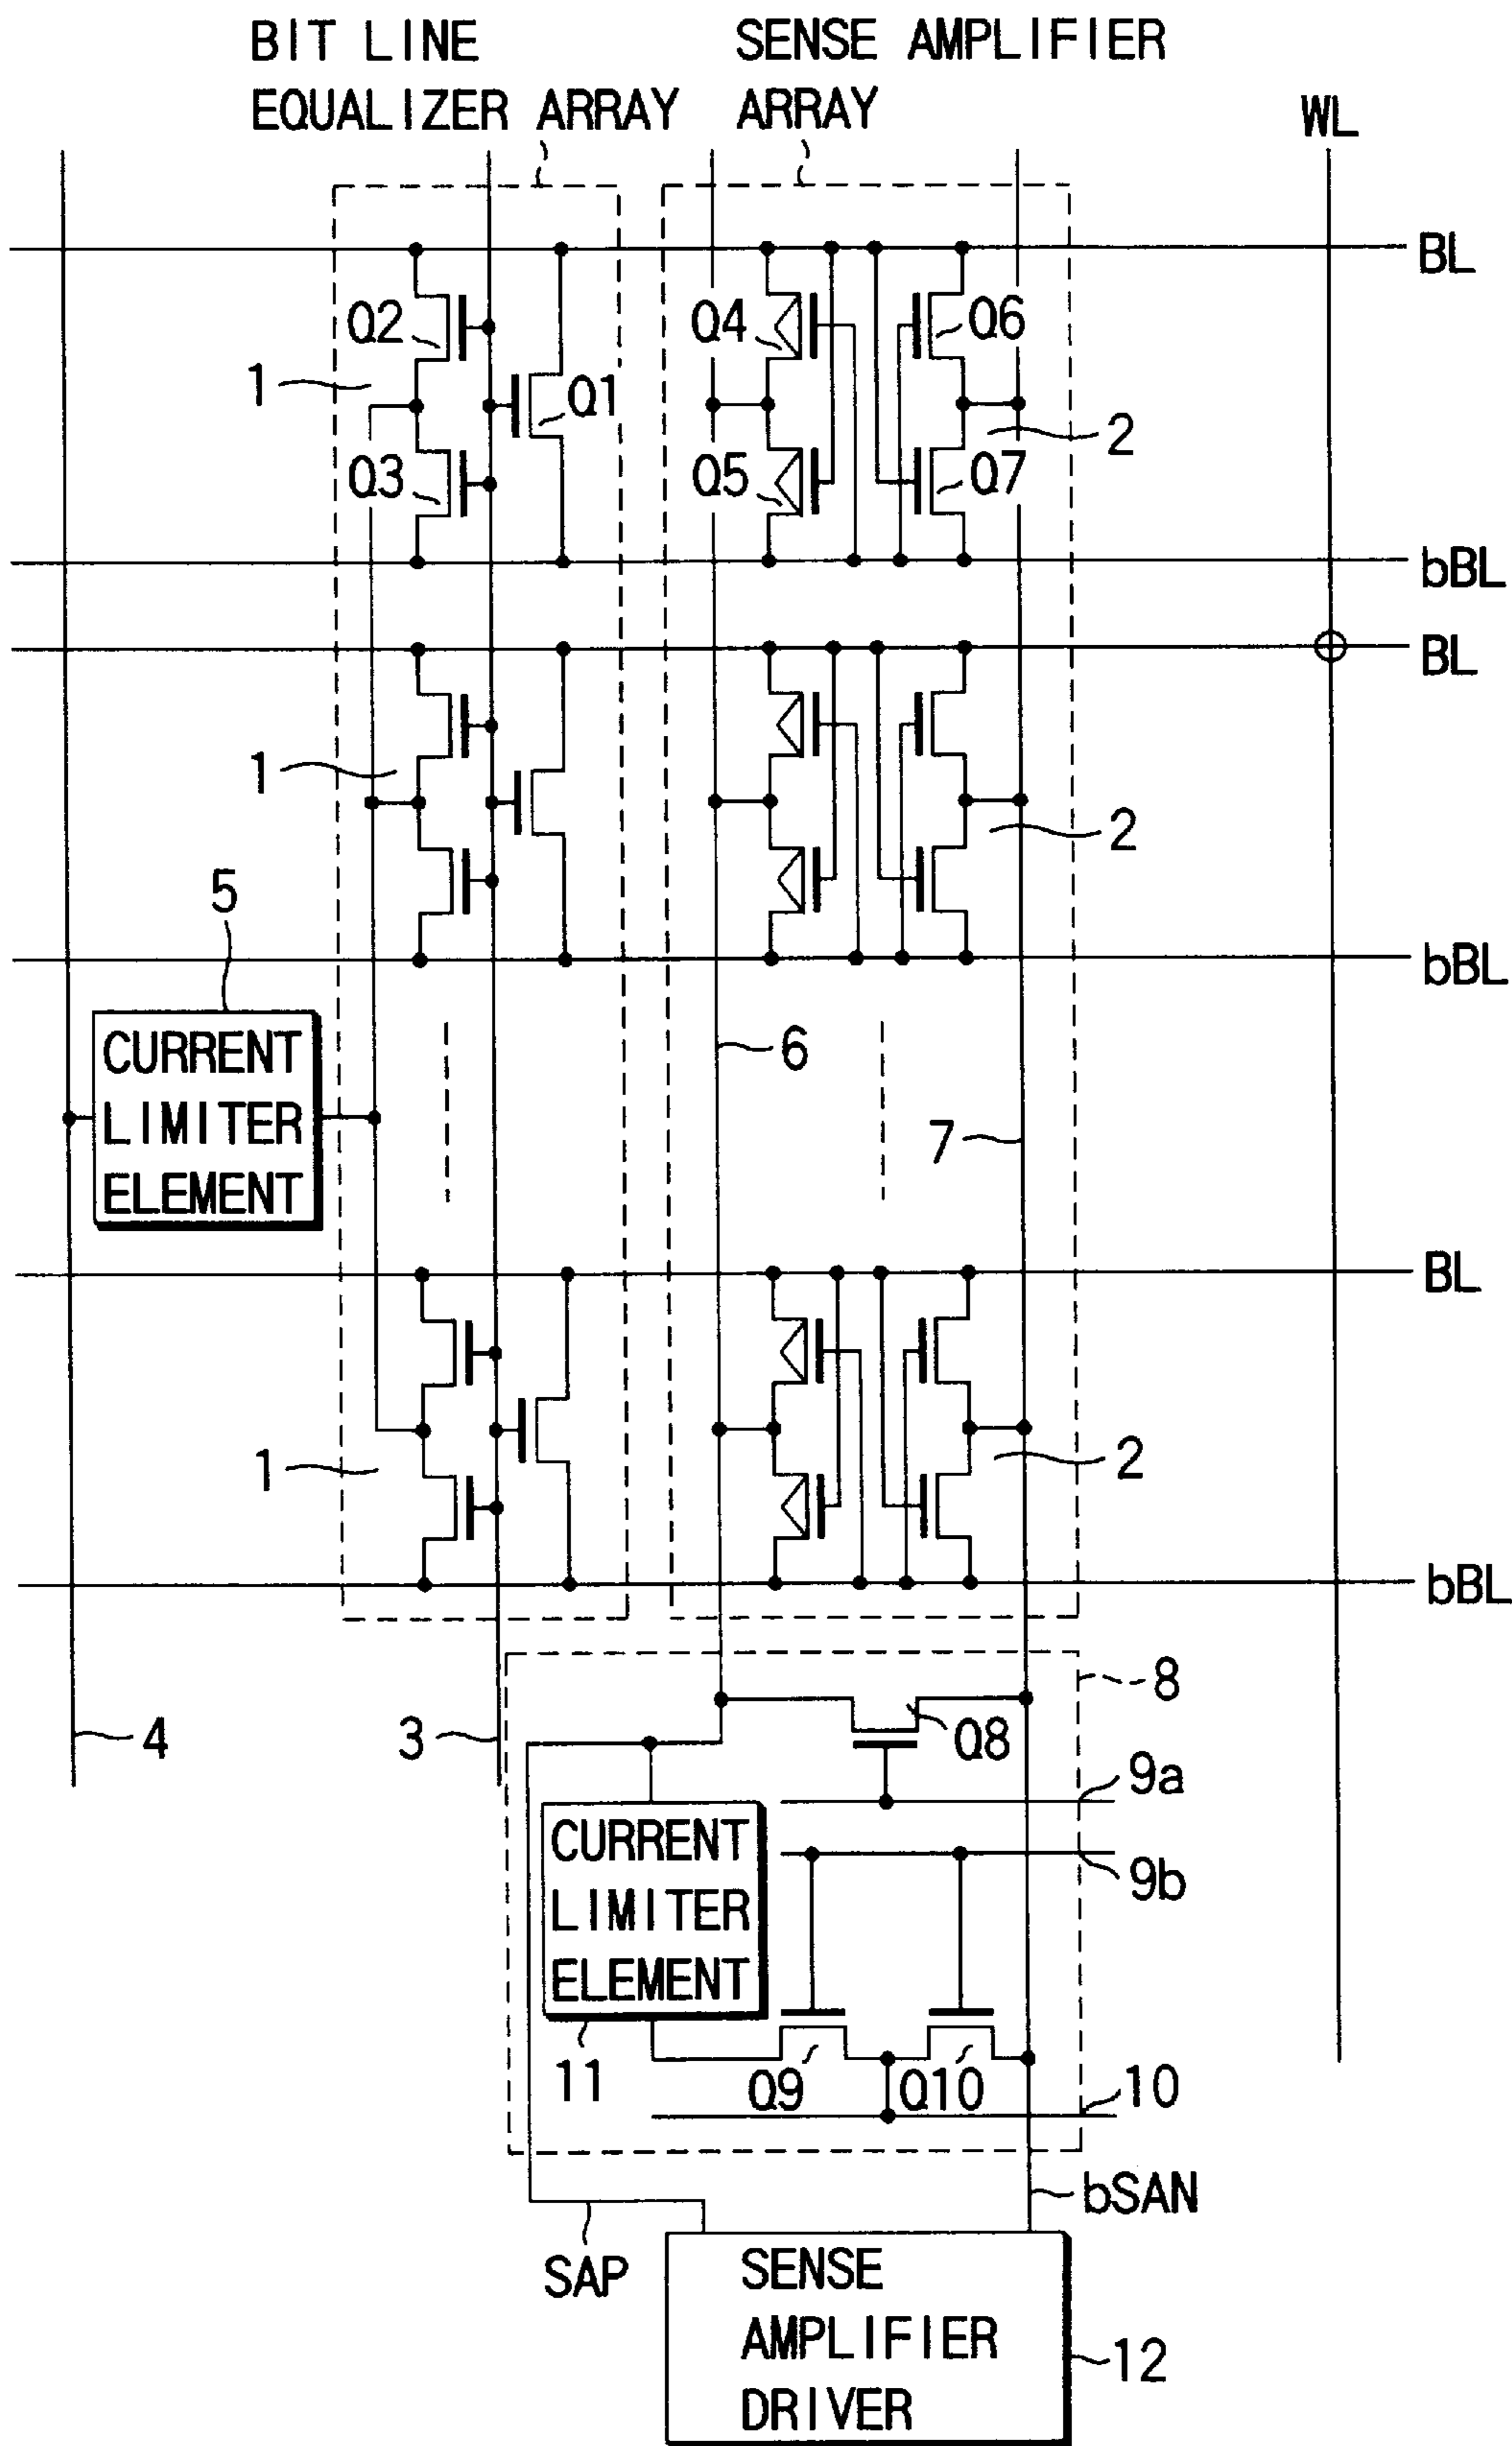 BIT LINE
EQUALIZER ARRAY
SENSE AMPLIFIER
ARRAY
WL
BL
Q2
Q4
Q6
1
Q1
2
Q3
Q5
Q7
bBL
BL
1
2
5
bBL
CURRENT
LIMITER
ELEMENT
6
7
BL
1
2
bBL
8
4
3
Q8
9a
CURRENT
LIMITER
ELEMENT
9b
11
Q9
Q10
10
bSAN
SAP
SENSE
AMPLIFIER
DRIVER
12